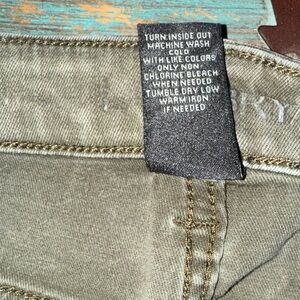 TURN INSIDE OUT
MACHINE WASH
COLD
WITH LIKE COLORS
ONLY NON-
CHLORINE BLEACH
WHEN NEEDED
TUMBLE DRY LOW
WARM IRON
IF NEEDED